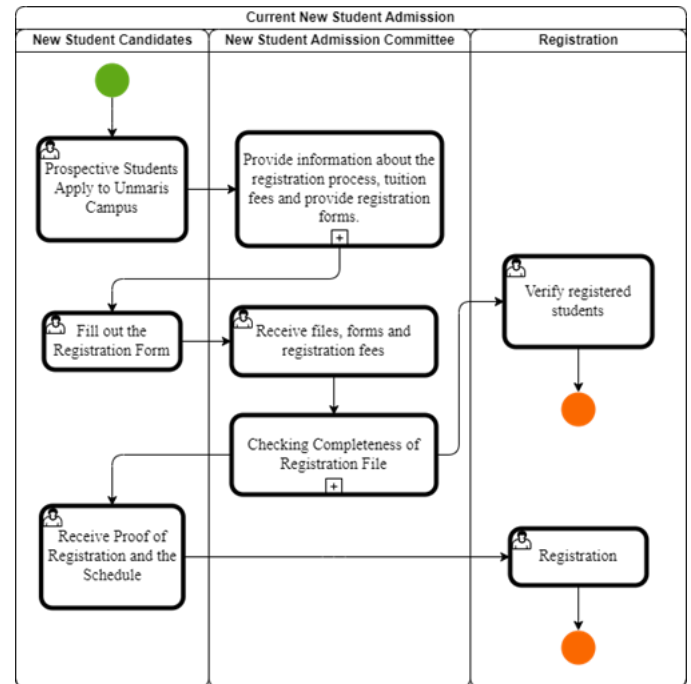 Current New Student Admission
New Student Candidates
New Student Admission Committee
Registration
Prospective Students
Apply to Unmaris
Campus
Provide information about the
registration process, tuition
fees and provide registration
forms.
Verify registered
students
Fill out the
Registration Form
Receive files, forms and
registration fees
Checking Completeness of
Registration File
Receive Proof of
Registration and the
Schedule
Registration